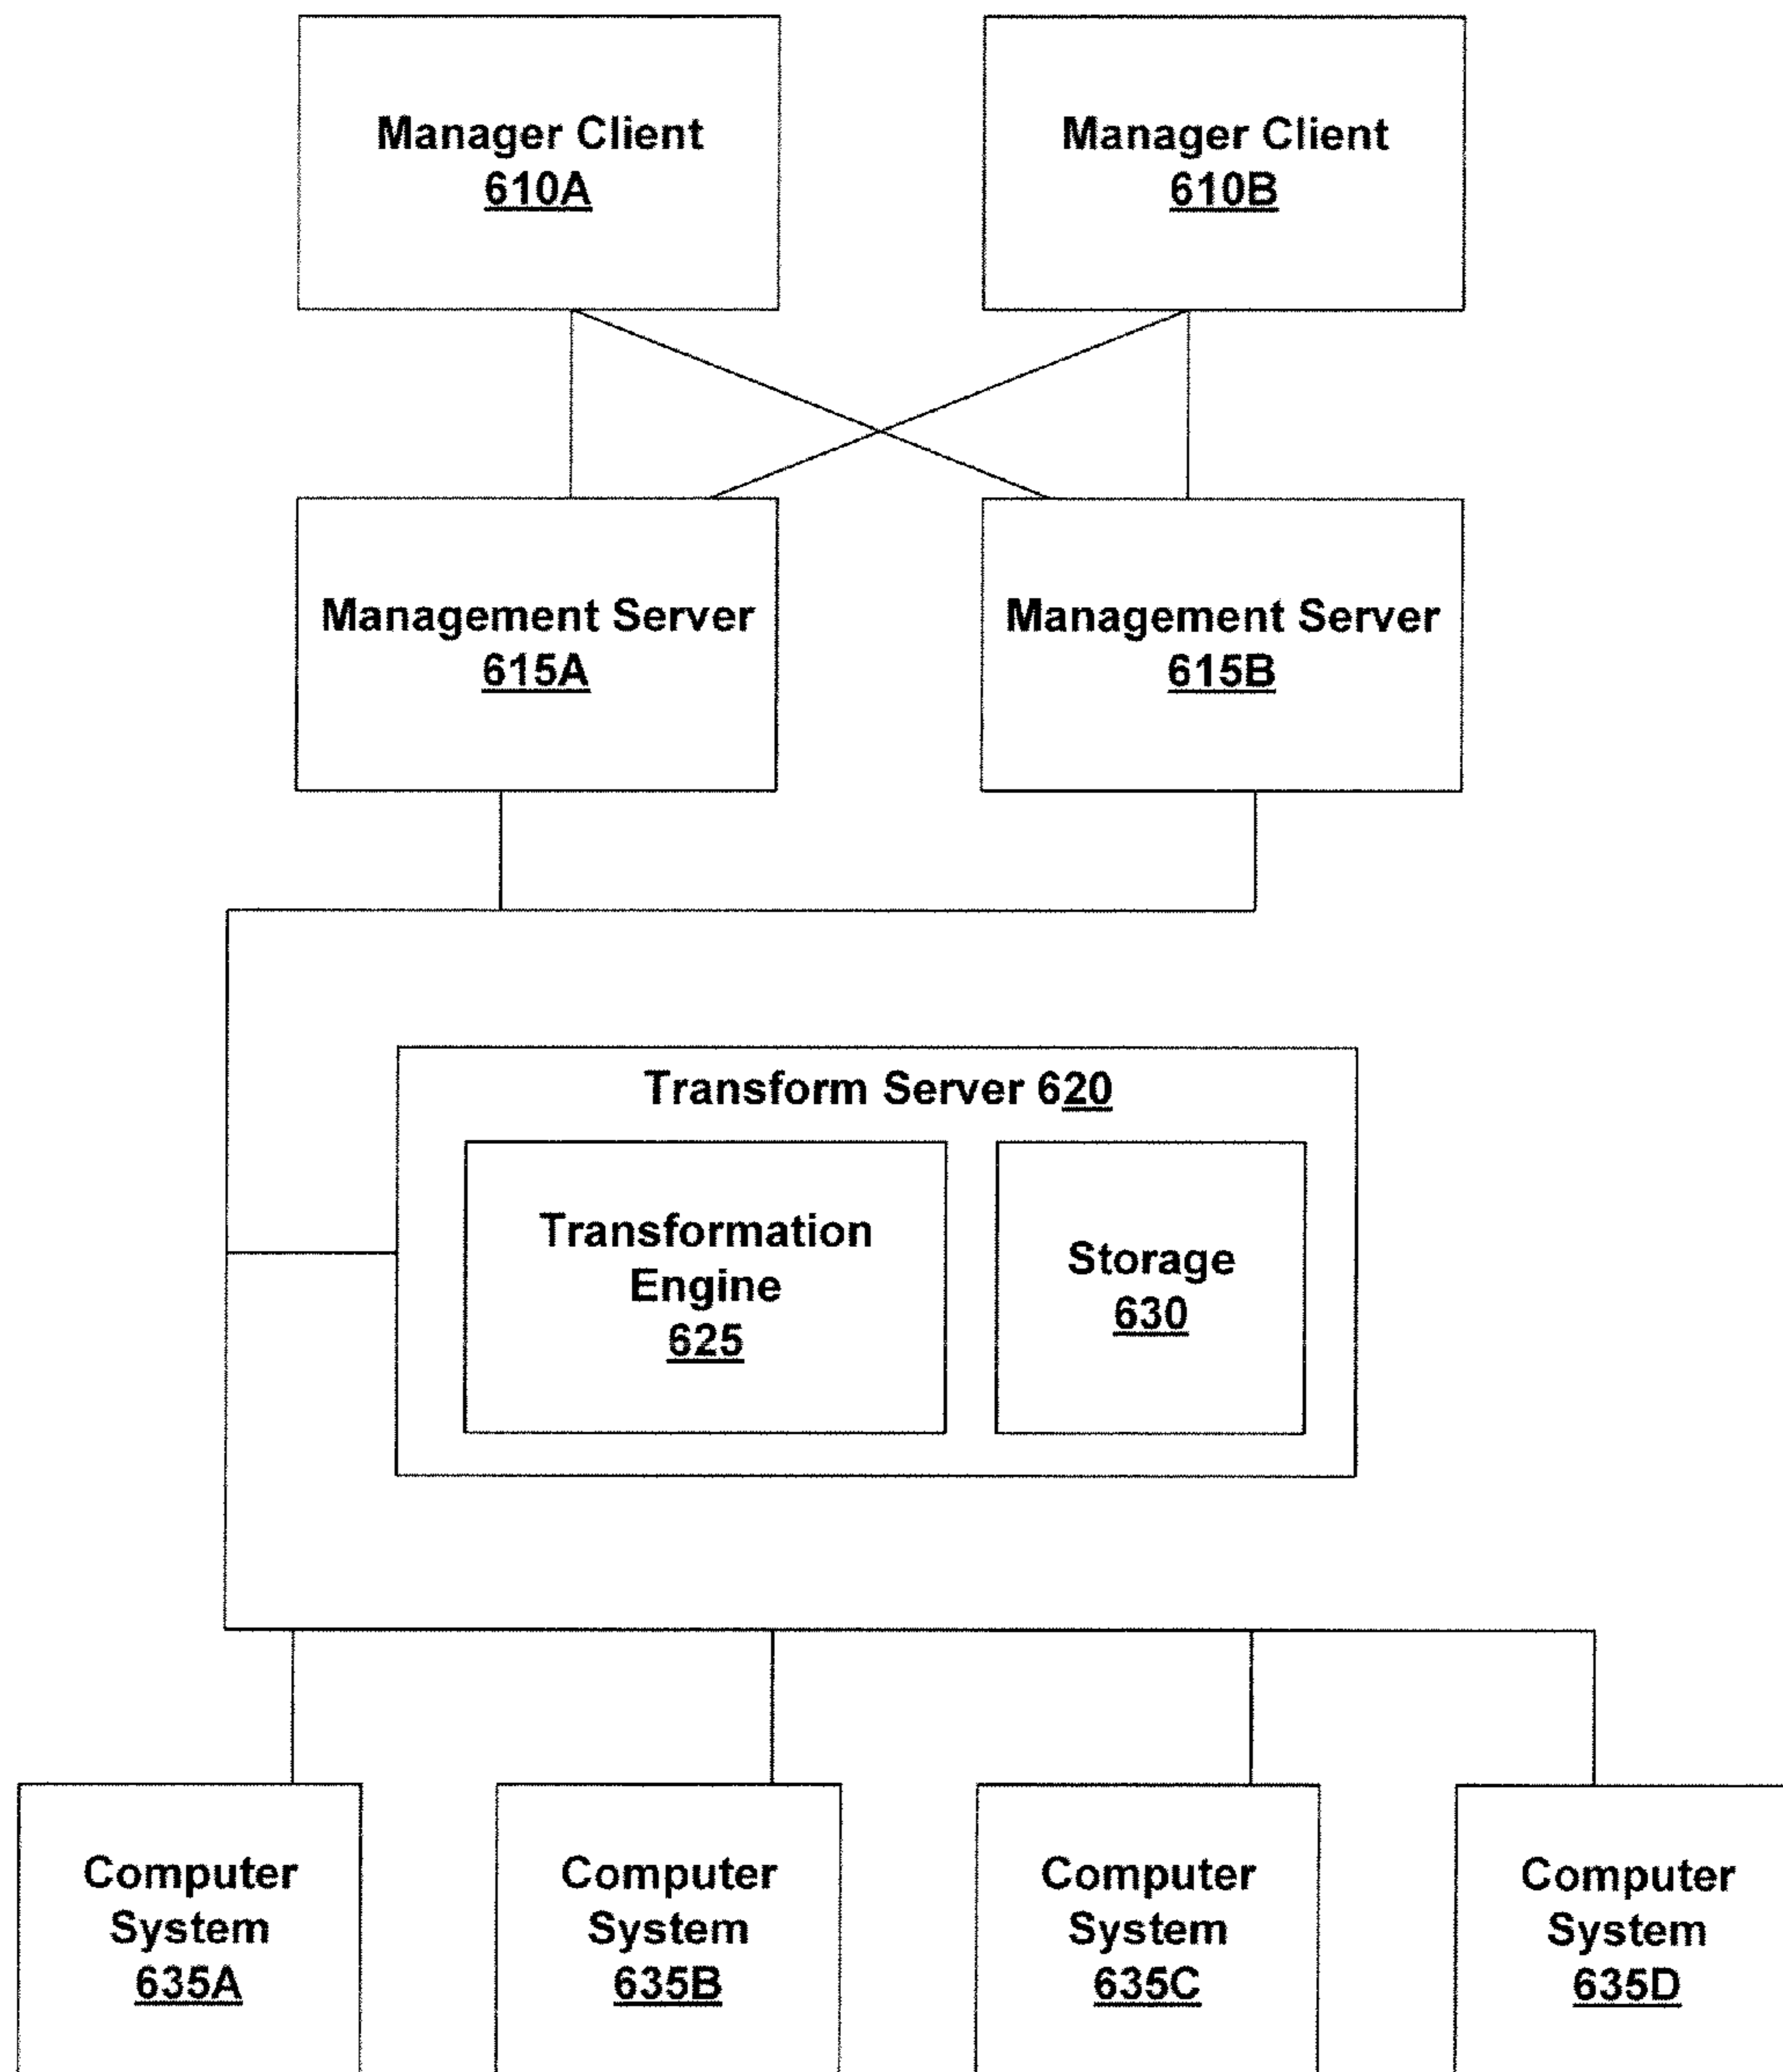 Manager Client
610A
Manager Client
610B
Management Server
615A
Management Server
615B
Transform Server 620
Transformation
Engine
625
Storage
630
Computer
System
635A
Computer
System
635B
Computer
System
635C
Computer
System
635D